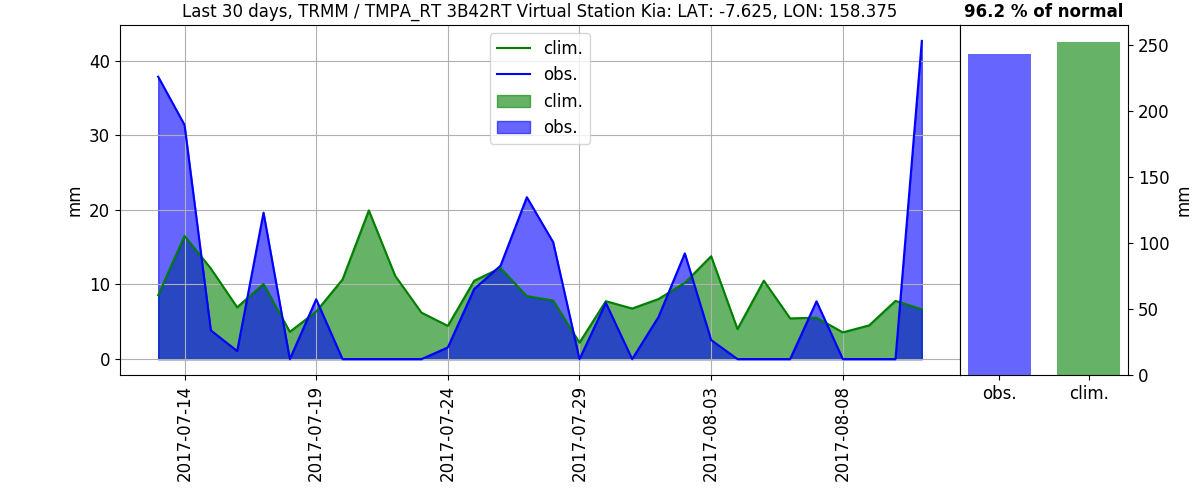 Last 30 days, TRMM / TMPA_RT 3B42RT Virtual Station Kia: LAT: -7.625, LON: 158.375
96.2 % of normal
clim.
obs.
clim.
obs.
40
30
20
10
0
mm
2017-07-14
2017-07-19
2017-07-24
2017-07-29
2017-08-03
2017-08-08
250
200
150
100
50
0
mm
obs.
clim.